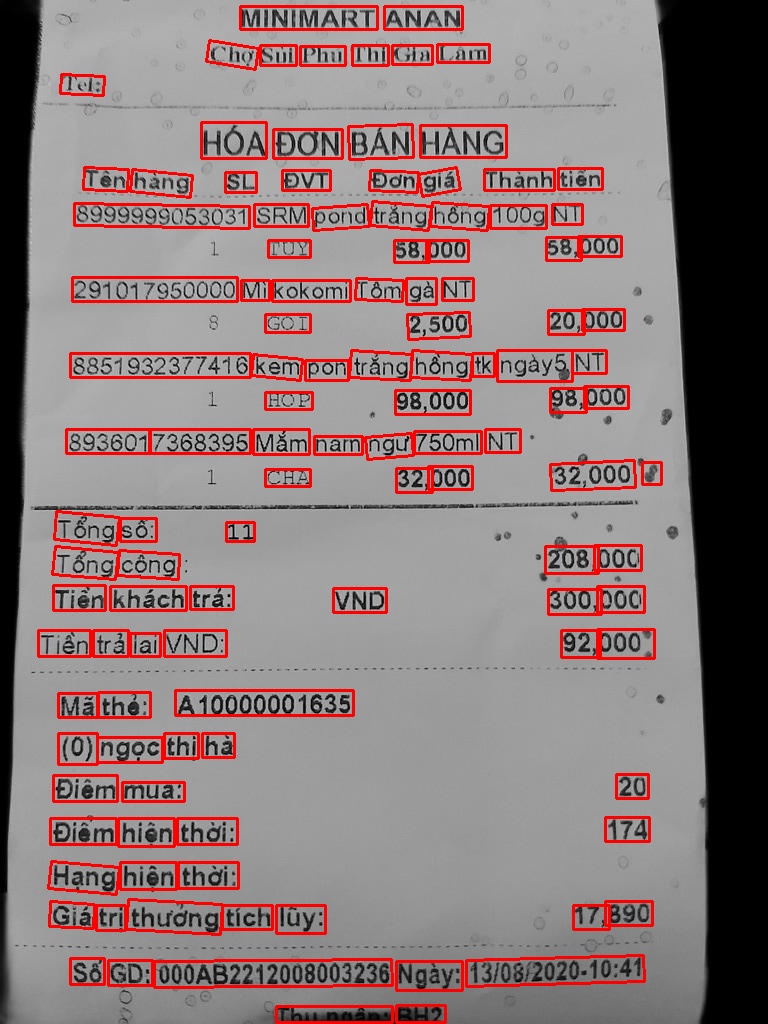 MINIMART ANAN
Chợ Sủi Phú Thị Gia Lâm
Tel:
HÓA ĐƠN BÁN HÀNG
Tên hàng SL ĐVT Đơn giá Thành tiền
8999999053031 SRM pond trắng hồng 100g NT
1 TUY 58,000 58,000
291017950000 Mì kokomi Tôm gà NT
8 GOI 2,500 20,000
8851932377416 kem pon trắng hồng tk ngày5 NT
1 HOP 98,000 98,000
8936017368395 Mắm nam ngư 750ml NT
1 CHA 32,000 32,000
Tổng số: 11
Tổng công : 208,000
Tiền khách trả: VND 300,000
Tiền trả lai VND: 92,000
Mã thẻ: A10000001635
(0) ngọc thị hà
Điểm mua: 20
Điểm hiện thời: 174
Hạng hiện thời:
Giá trị thưởng tích lũy: 17,890
Số GD: 000AB2212008003236 Ngày: 13/08/2020-10:41
Thu ngân: BH2